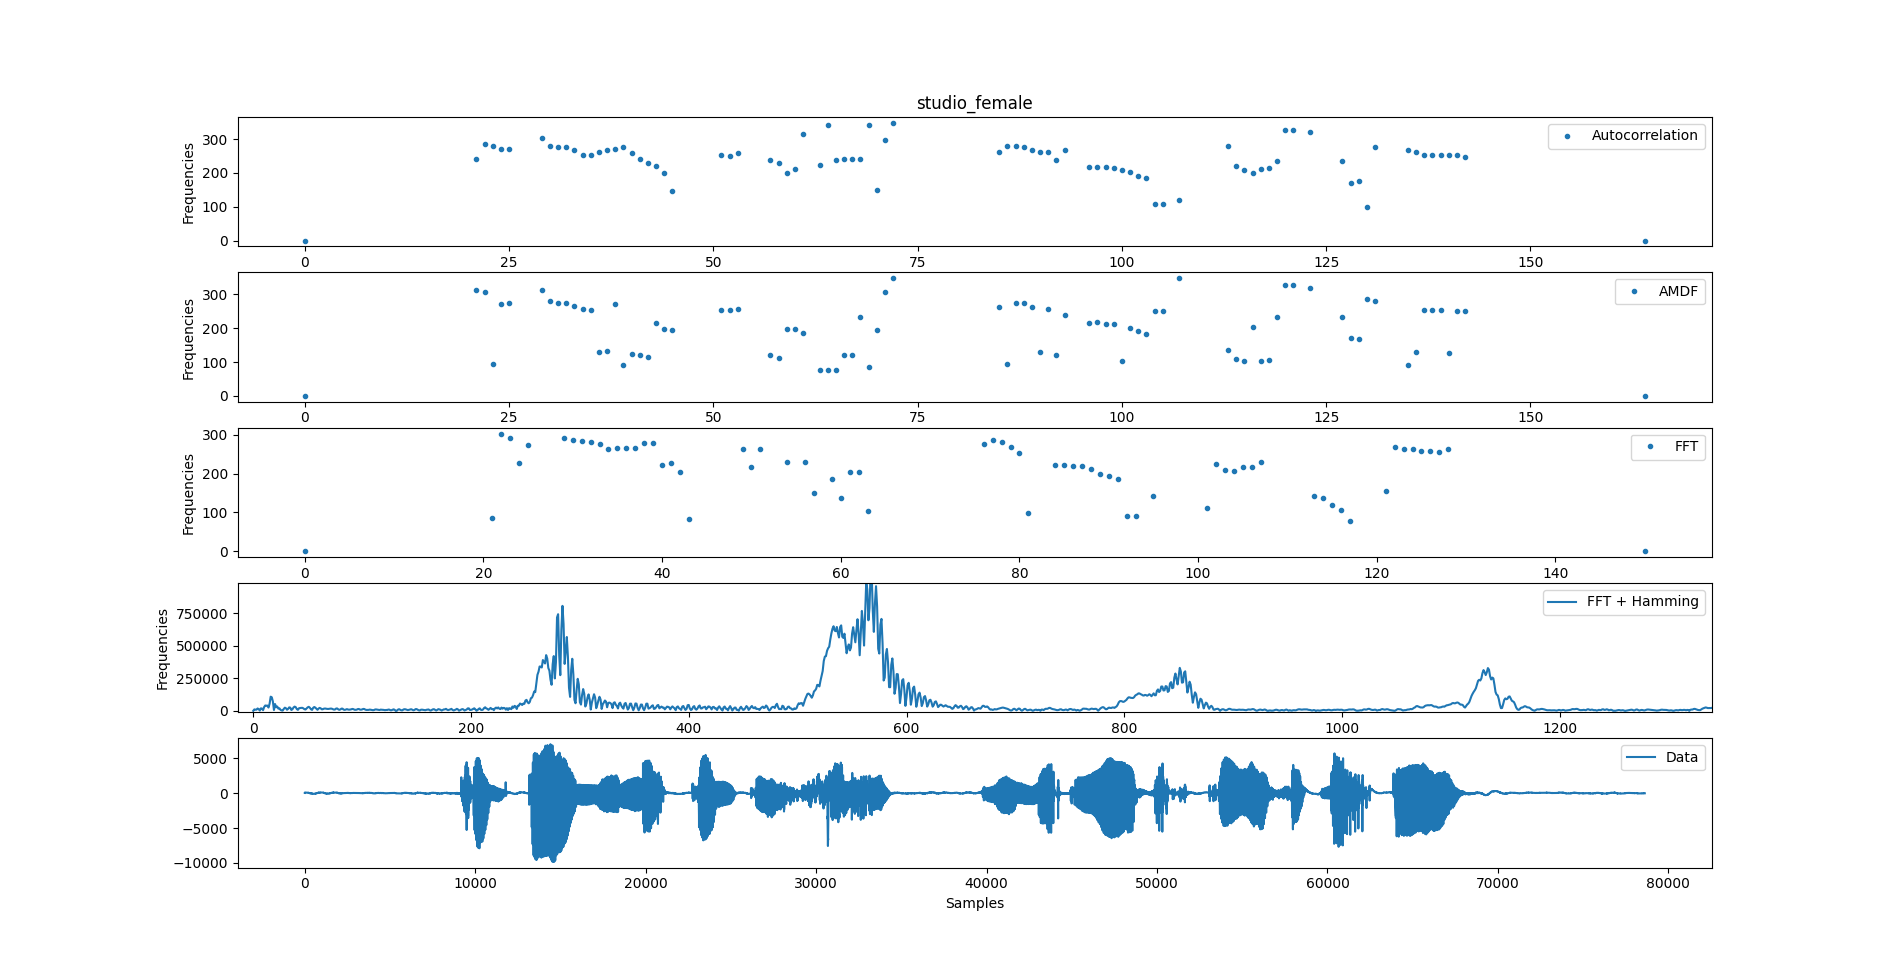 studio_female
Frequencies
300
200
100
0
Autocorrelation
0 25 50 75 100 125 150
Frequencies
300
200
100
0
AMDF
0 25 50 75 100 125 150
Frequencies
300
200
100
0
FFT
0 20 40 60 80 100 120 140
Frequencies
750000
500000
250000
0
FFT + Hamming
0 200 400 600 800 1000 1200
5000
0
−5000
−10000
Data
0 10000 20000 30000 40000 50000 60000 70000 80000
Samples